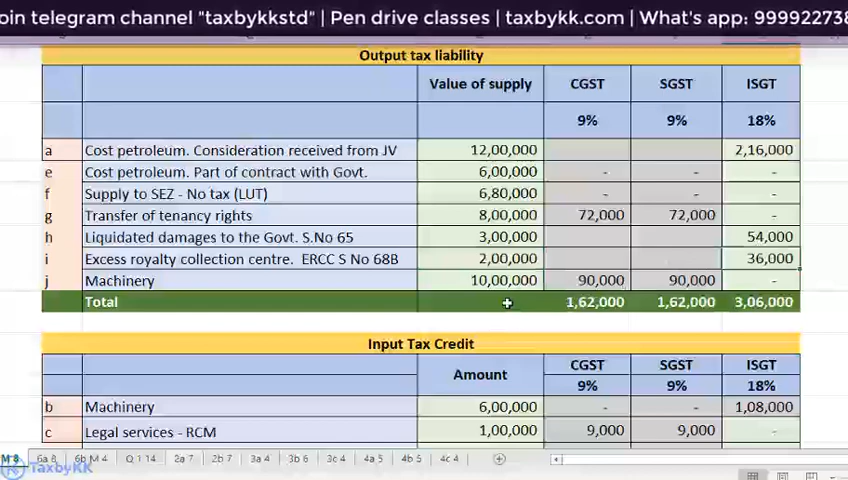 oin telegram channel "taxbykkstd" | Pen drive classes | taxbykk.com | What's app: 9999922738
Output tax liability
Value of supply CGST SGST ISGT
9% 9% 18%
a Cost petroleum. Consideration received from JV 12,00,000 2,16,000
e Cost petroleum. Part of contract with Govt. 6,00,000 - - -
f Supply to SEZ - No tax (LUT) 6,80,000 - - -
g Transfer of tenancy rights 8,00,000 72,000 72,000 -
h Liquidated damages to the Govt. S.No 65 3,00,000 54,000
i Excess royalty collection centre. ERCC S No 68B 2,00,000 36,000
j Machinery 10,00,000 90,000 90,000 -
Total 1,62,000 1,62,000 3,06,000
Input Tax Credit
Amount CGST SGST ISGT
9% 9% 18%
b Machinery 6,00,000 - - 1,08,000
c Legal services - RCM 1,00,000 9,000 9,000 -
M 8 6a 8 6b M 4 Q 1 14 2a 7 2b 7 3a 4 3b 6 3c 4 4a 5 4b 5 4c 4
TaxbyKK